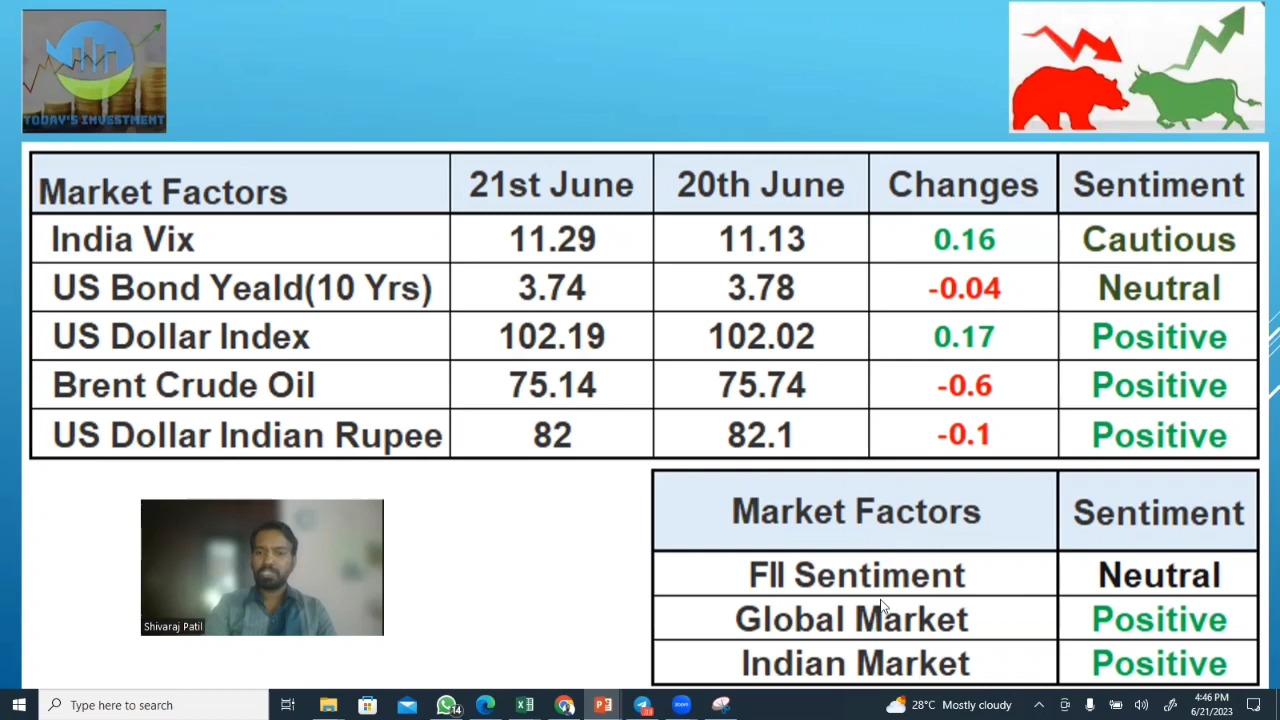 TODAY'S INVESTMENT
Market Factors 21st June 20th June Changes Sentiment
India Vix 11.29 11.13 0.16 Cautious
US Bond Yeald(10 Yrs) 3.74 3.78 -0.04 Neutral
US Dollar Index 102.19 102.02 0.17 Positive
Brent Crude Oil 75.14 75.74 -0.6 Positive
US Dollar Indian Rupee 82 82.1 -0.1 Positive
Market Factors Sentiment
FII Sentiment Neutral
Global Market Positive
Indian Market Positive
Shivaraj Patil
Type here to search
14
28°C Mostly cloudy
4:46 PM
6/21/2023